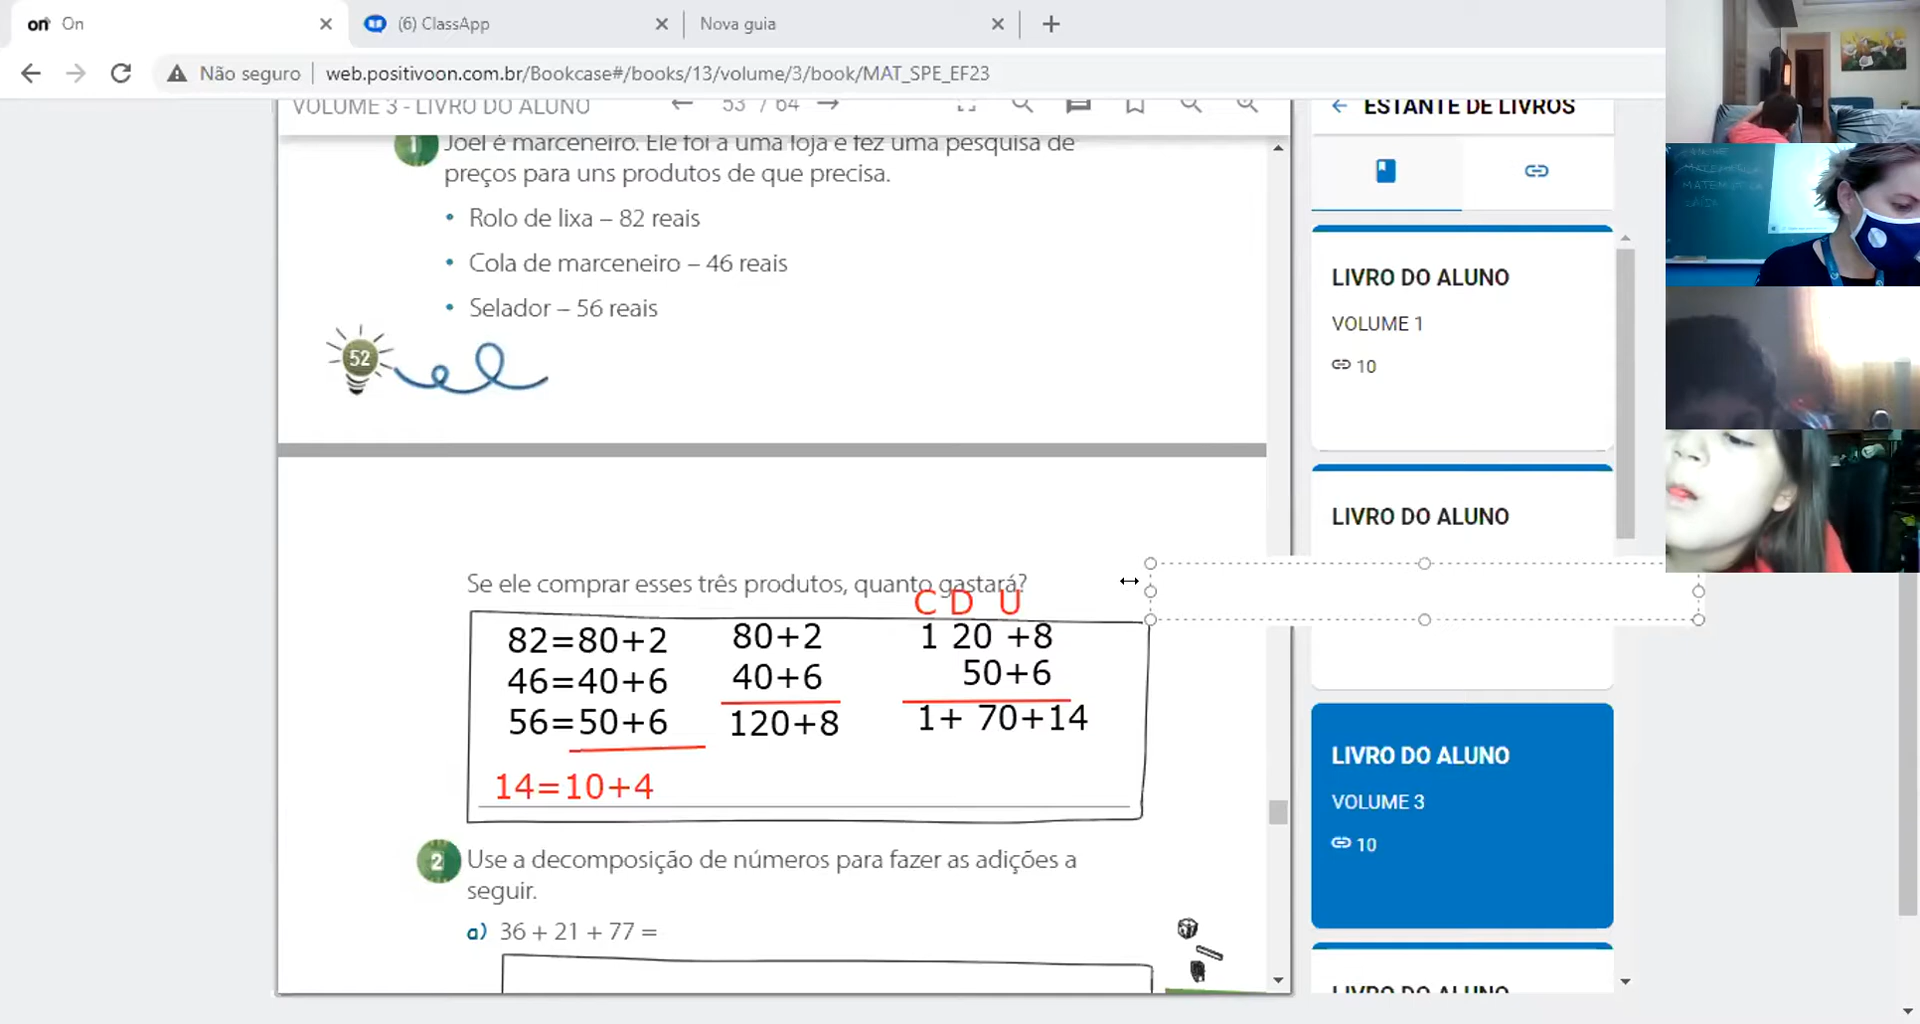 On
(6) ClassApp
Nova guia
Não seguro
web.positivoon.com.br/Bookcase#/books/13/volume/3/book/MAT_SPE_EF23
VOLUME 3 - LIVRO DO ALUNO
53 / 64
1 Joel é marceneiro. Ele foi a uma loja e fez uma pesquisa de
preços para uns produtos de que precisa.
• Rolo de lixa – 82 reais
• Cola de marceneiro – 46 reais
• Selador – 56 reais
52
Se ele comprar esses três produtos, quanto gastará?
C D U
82=80+2 80+2 1 20 +8
46=40+6 40+6 50+6
56=50+6 120+8 1+ 70+14
14=10+4
2 Use a decomposição de números para fazer as adições a
seguir.
a) 36 + 21 + 77 =
ESTANTE DE LIVROS
LIVRO DO ALUNO
VOLUME 1
10
LIVRO DO ALUNO
LIVRO DO ALUNO
VOLUME 3
10
LIVRO DO ALUNO
MATEMÁTICA